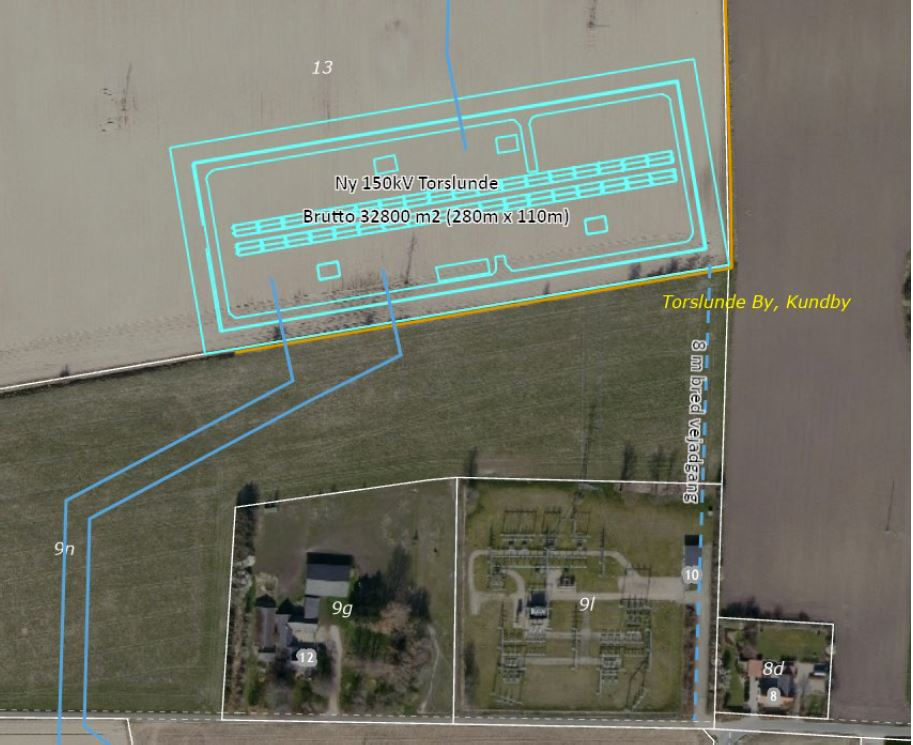 13
Ny 150kV Torslunde
Brutto 32800 m2 (280m x 110m)
Torslunde By, Kundby
8 m bred vejadgang
9n
10
9g
9l
12
8d
8